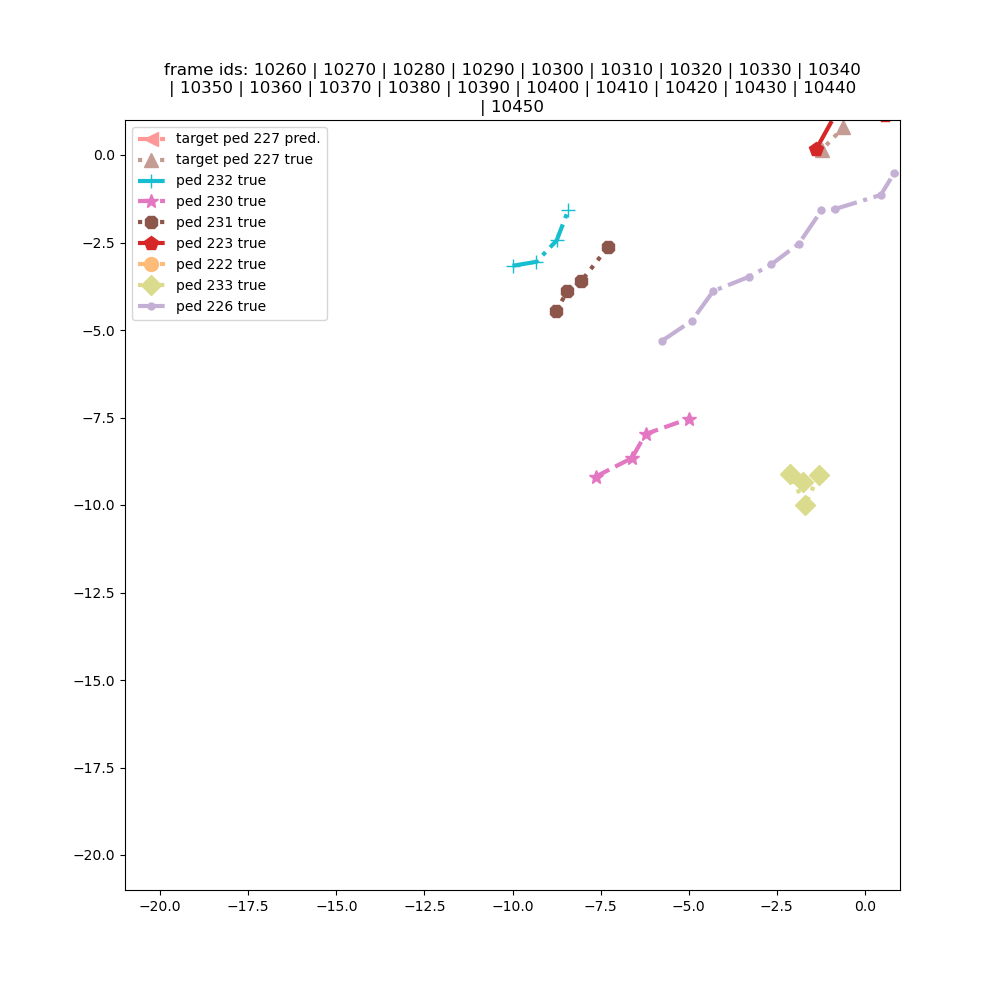 frame ids: 10260 | 10270 | 10280 | 10290 | 10300 | 10310 | 10320 | 10330 | 10340
| 10350 | 10360 | 10370 | 10380 | 10390 | 10400 | 10410 | 10420 | 10430 | 10440
| 10450
target ped 227 pred.
target ped 227 true
ped 232 true
ped 230 true
ped 231 true
ped 223 true
ped 222 true
ped 233 true
ped 226 true
0.0
−2.5
−5.0
−7.5
−10.0
−12.5
−15.0
−17.5
−20.0
−20.0 −17.5 −15.0 −12.5 −10.0 −7.5 −5.0 −2.5 0.0